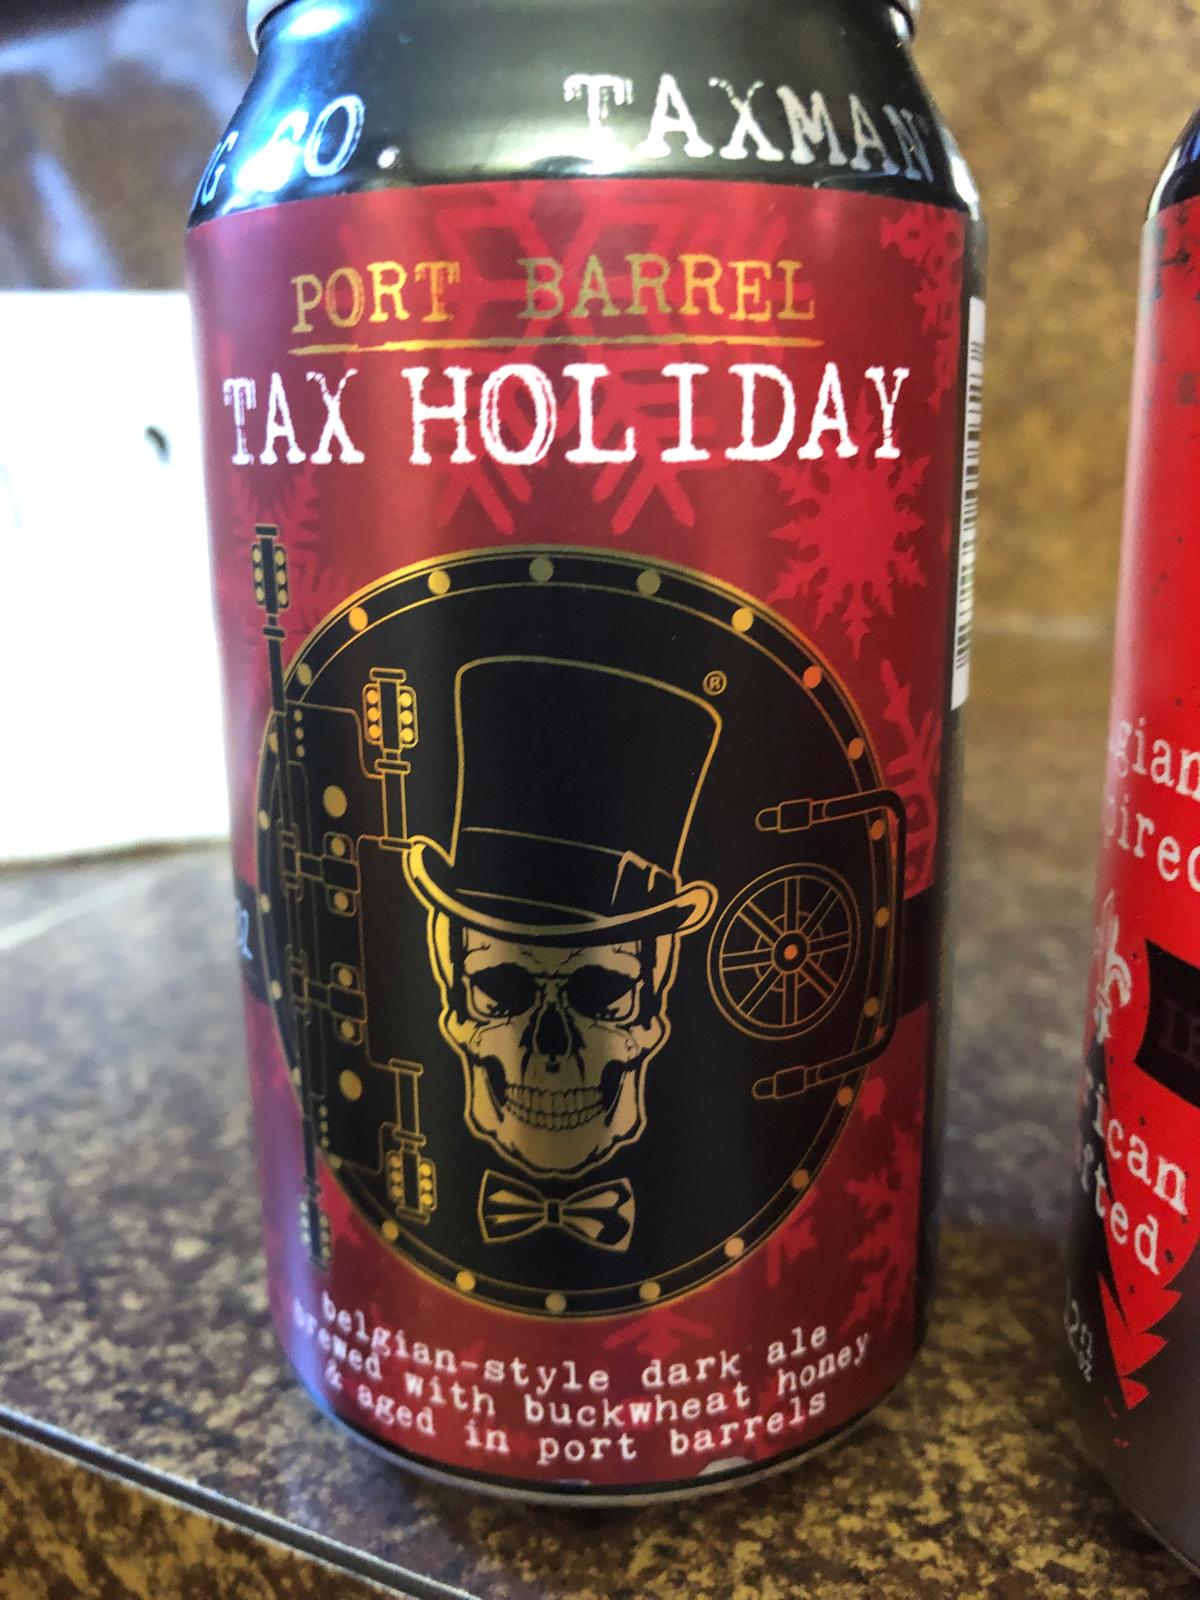 CO. TAXMAN
PORT BARREL
TAX HOLIDAY
®
belgian-style dark ale
brewed with buckwheat honey
& aged in port barrels